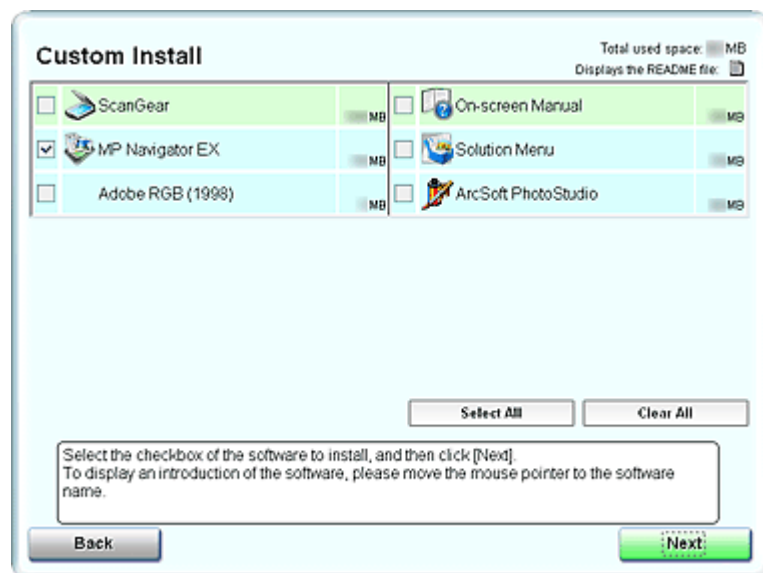 Custom Install
Total used space: MB
Displays the README file:
ScanGear
MB
On-screen Manual
MB
MP Navigator EX
MB
Solution Menu
MB
Adobe RGB (1998)
MB
ArcSoft PhotoStudio
MB
Select All
Clear All
Select the checkbox of the software to install, and then click [Next].
To display an introduction of the software, please move the mouse pointer to the software
name.
Back
Next